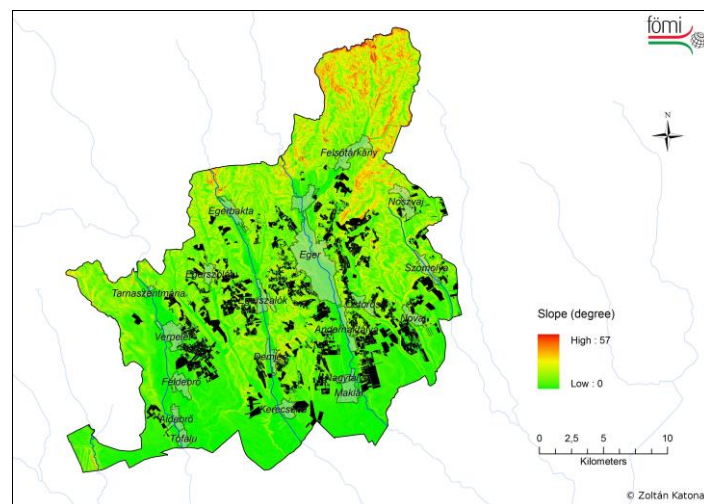 fömi
N
Felsőtárkány
Noszvaj
Egerbakta
Eger
Szomolya
Egerszólát
Tarnaszentmária
Egerszalók
Ostoros
Novaj
Andornaktálya
Verpelét
Demjén
Feldebrő
Nagytálya
Maklár
Kerecsend
Aldebrő
Tófalu
Slope (degree)
High : 57
Low : 0
0 2,5 5 10
Kilometers
© Zoltán Katona